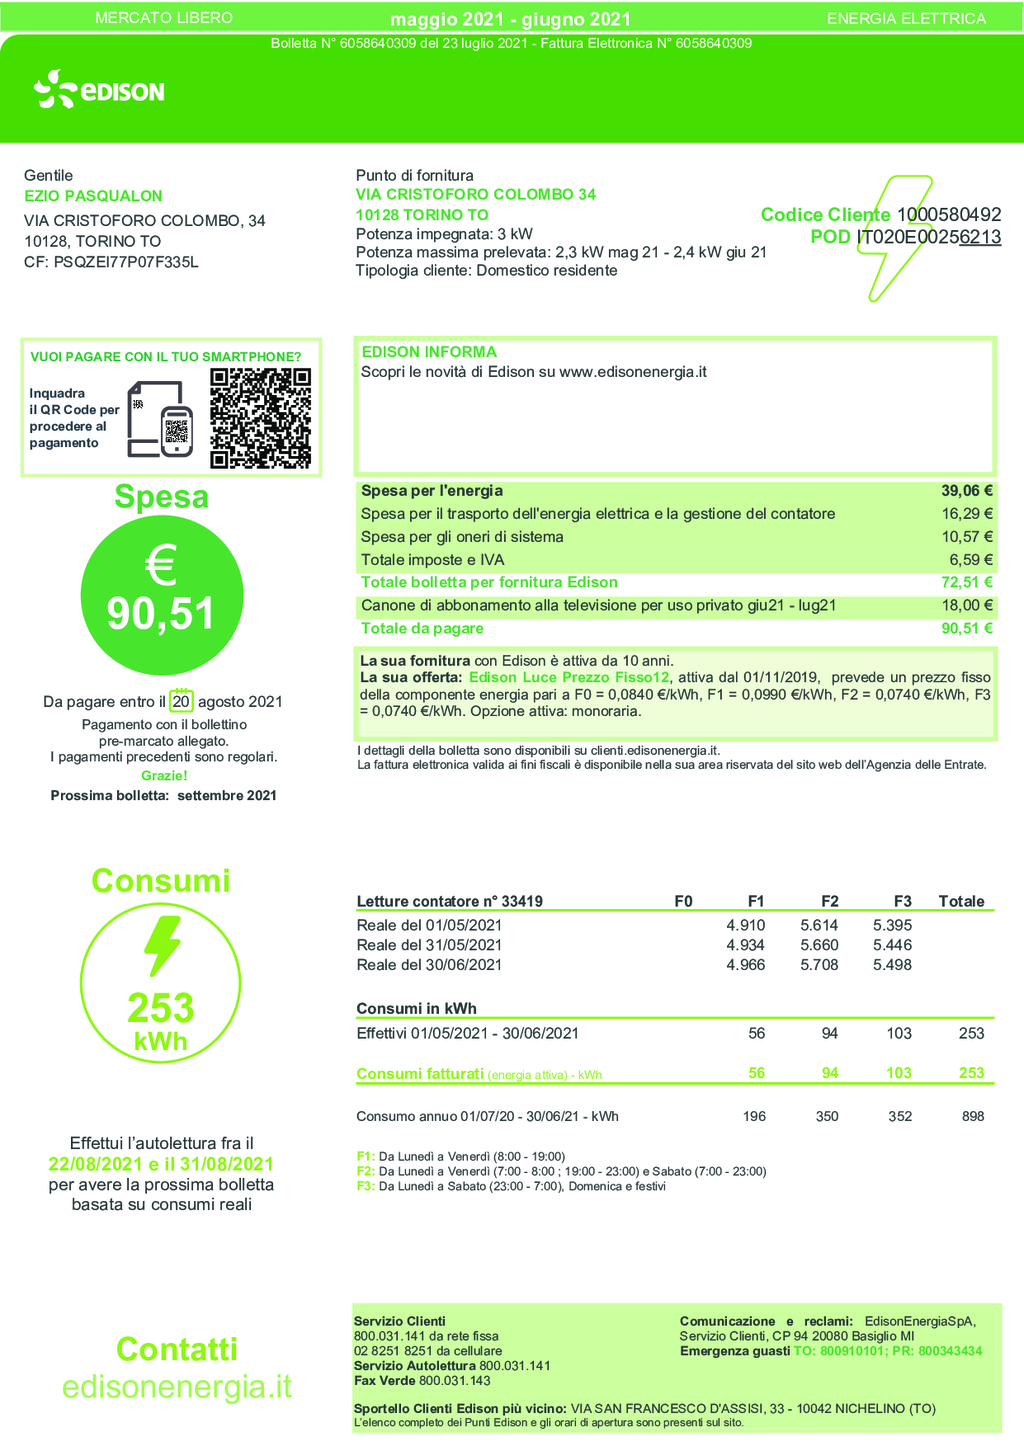 MERCATO LIBERO
maggio 2021 - giugno 2021
ENERGIA ELETTRICA
Bolletta N° 6058640309 del 23 luglio 2021 - Fattura Elettronica N° 6058640309
EDISON
Gentile
EZIO PASQUALON
VIA CRISTOFORO COLOMBO, 34
10128, TORINO TO
CF: PSQZEI77P07F335L
Punto di fornitura
VIA CRISTOFORO COLOMBO 34
10128 TORINO TO
Potenza impegnata: 3 kW
Potenza massima prelevata: 2,3 kW mag 21 - 2,4 kW giu 21
Tipologia cliente: Domestico residente
Codice Cliente 1000580492
POD IT020E00256213
VUOI PAGARE CON IL TUO SMARTPHONE?
Inquadra
il QR Code per
procedere al
pagamento
EDISON INFORMA
Scopri le novità di Edison su www.edisonenergia.it
Spesa
€
90,51
Da pagare entro il 20 agosto 2021
Pagamento con il bollettino
pre-marcato allegato.
I pagamenti precedenti sono regolari.
Grazie!
Prossima bolletta: settembre 2021
Spesa per l'energia 39,06 €
Spesa per il trasporto dell'energia elettrica e la gestione del contatore 16,29 €
Spesa per gli oneri di sistema 10,57 €
Totale imposte e IVA 6,59 €
Totale bolletta per fornitura Edison 72,51 €
Canone di abbonamento alla televisione per uso privato giu21 - lug21 18,00 €
Totale da pagare 90,51 €
La sua fornitura con Edison è attiva da 10 anni.
La sua offerta: Edison Luce Prezzo Fisso12, attiva dal 01/11/2019, prevede un prezzo fisso
della componente energia pari a F0 = 0,0840 €/kWh, F1 = 0,0990 €/kWh, F2 = 0,0740 €/kWh, F3
= 0,0740 €/kWh. Opzione attiva: monoraria.
I dettagli della bolletta sono disponibili su clienti.edisonenergia.it.
La fattura elettronica valida ai fini fiscali è disponibile nella sua area riservata del sito web dell'Agenzia delle Entrate.
Consumi
253
kWh
Effettui l'autolettura fra il
22/08/2021 e il 31/08/2021
per avere la prossima bolletta
basata su consumi reali
Letture contatore n° 33419 F0 F1 F2 F3 Totale
Reale del 01/05/2021 4.910 5.614 5.395
Reale del 31/05/2021 4.934 5.660 5.446
Reale del 30/06/2021 4.966 5.708 5.498
Consumi in kWh
Effettivi 01/05/2021 - 30/06/2021 56 94 103 253
Consumi fatturati (energia attiva) - kWh 56 94 103 253
Consumo annuo 01/07/20 - 30/06/21 - kWh 196 350 352 898
F1: Da Lunedì a Venerdì (8:00 - 19:00)
F2: Da Lunedì a Venerdì (7:00 - 8:00 ; 19:00 - 23:00) e Sabato (7:00 - 23:00)
F3: Da Lunedì a Sabato (23:00 - 7:00), Domenica e festivi
Contatti
edisonenergia.it
Servizio Clienti
800.031.141 da rete fissa
02 8251 8251 da cellulare
Servizio Autolettura 800.031.141
Fax Verde 800.031.143
Comunicazione e reclami: EdisonEnergiaSpA,
Servizio Clienti, CP 94 20080 Basiglio MI
Emergenza guasti TO: 800910101; PR: 800343434
Sportello Clienti Edison più vicino: VIA SAN FRANCESCO D'ASSISI, 33 - 10042 NICHELINO (TO)
L'elenco completo dei Punti Edison e gli orari di apertura sono presenti sul sito.